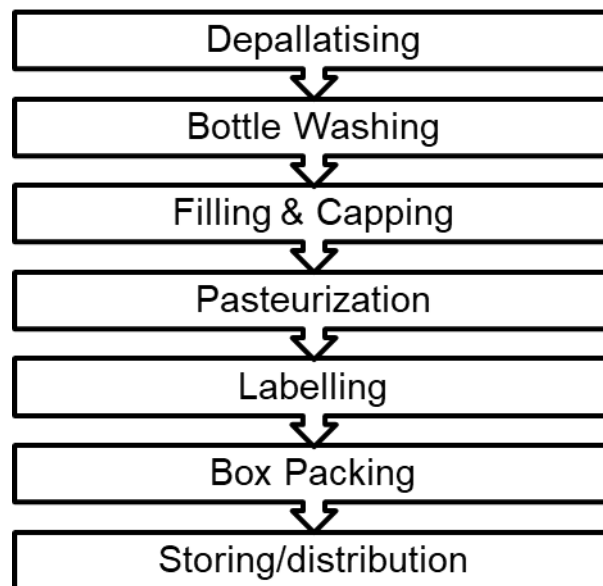 Depallatising
Bottle Washing
Filling & Capping
Pasteurization
Labelling
Box Packing
Storing/distribution